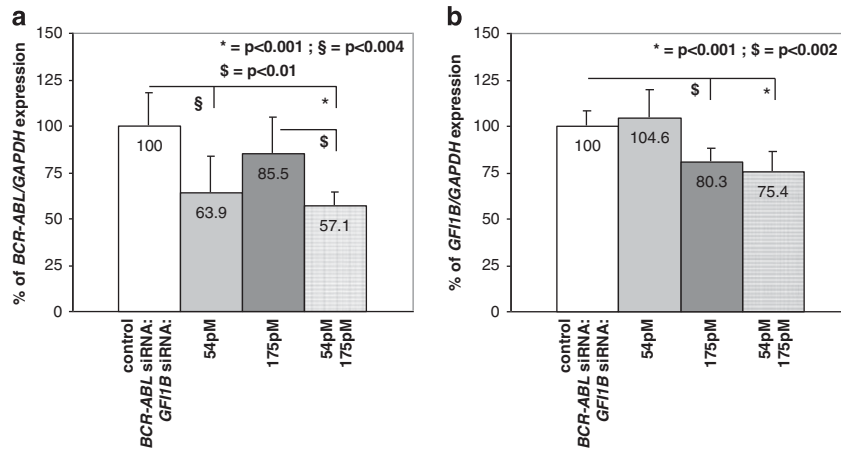 a
% of BCR-ABL/GAPDH expression
150
125
100
75
50
25
0
* = p<0.001 ; § = p<0.004
$ = p<0.01
§
*
$
100
63.9
85.5
57.1
control
BCR-ABL siRNA:
GFI1B siRNA:
54pM
175pM
54pM
175pM
b
% of GFI1B/GAPDH expression
150
125
100
75
50
25
0
* = p<0.001 ; $ = p<0.002
$
*
100
104.6
80.3
75.4
control
BCR-ABL siRNA:
GFI1B siRNA:
54pM
175pM
54pM
175pM